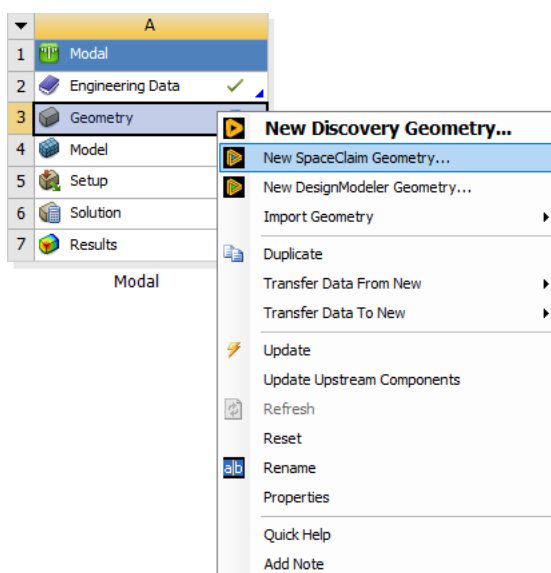 A
1 Modal
2 Engineering Data
3 Geometry
4 Model
5 Setup
6 Solution
7 Results
Modal
New Discovery Geometry...
New SpaceClaim Geometry...
New DesignModeler Geometry...
Import Geometry
Duplicate
Transfer Data From New
Transfer Data To New
Update
Update Upstream Components
Refresh
Reset
a|b Rename
Properties
Quick Help
Add Note